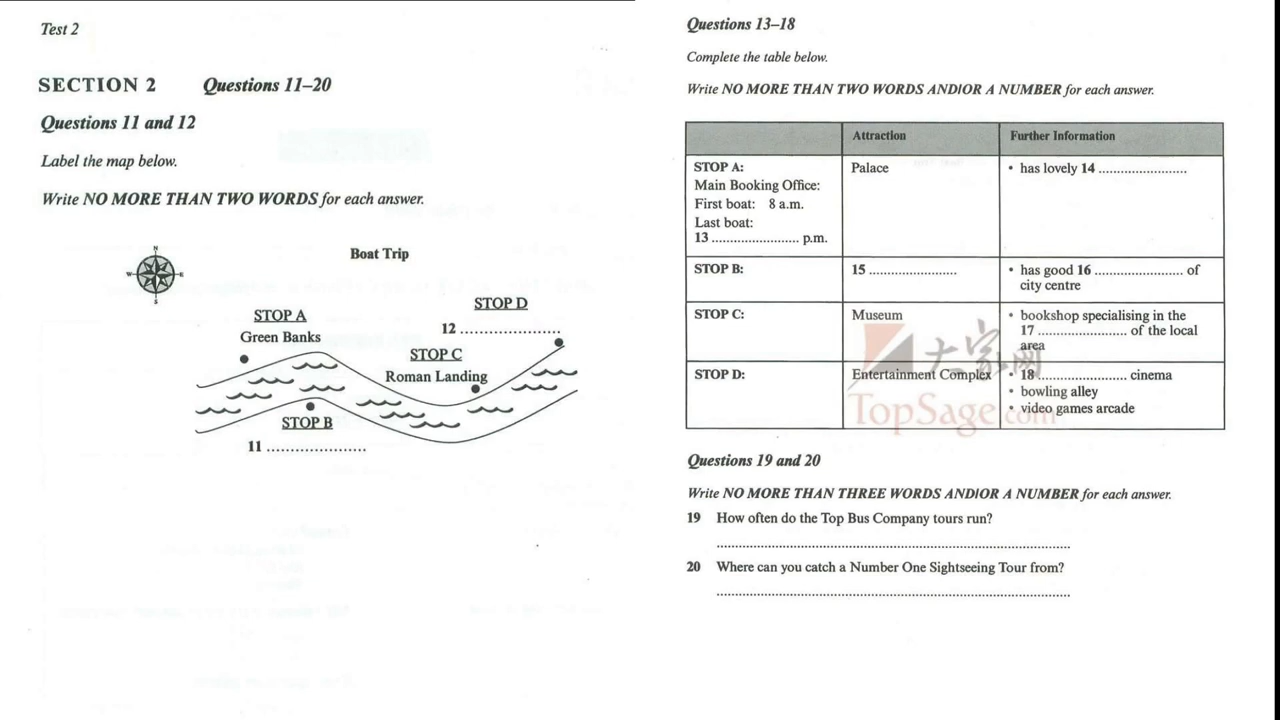 Test 2
SECTION 2 Questions 11–20
Questions 11 and 12
Label the map below.
Write NO MORE THAN TWO WORDS for each answer.
N
W E
S
Boat Trip
STOP A
Green Banks
STOP D
12 ....................
STOP C
Roman Landing
STOP B
11 ....................
Questions 13–18
Complete the table below.
Write NO MORE THAN TWO WORDS AND/OR A NUMBER for each answer.
Attraction Further Information
STOP A:
Main Booking Office:
First boat: 8 a.m.
Last boat:
13 ...................... p.m.
Palace
• has lovely 14 ......................
STOP B:
15 ......................
• has good 16 ...................... of
city centre
STOP C:
Museum
• bookshop specialising in the
17 ...................... of the local
area
STOP D:
Entertainment Complex
• 18 ...................... cinema
• bowling alley
• video games arcade
大家网
TopSage.com
Questions 19 and 20
Write NO MORE THAN THREE WORDS AND/OR A NUMBER for each answer.
19 How often do the Top Bus Company tours run?
........................................................................................
20 Where can you catch a Number One Sightseeing Tour from?
........................................................................................